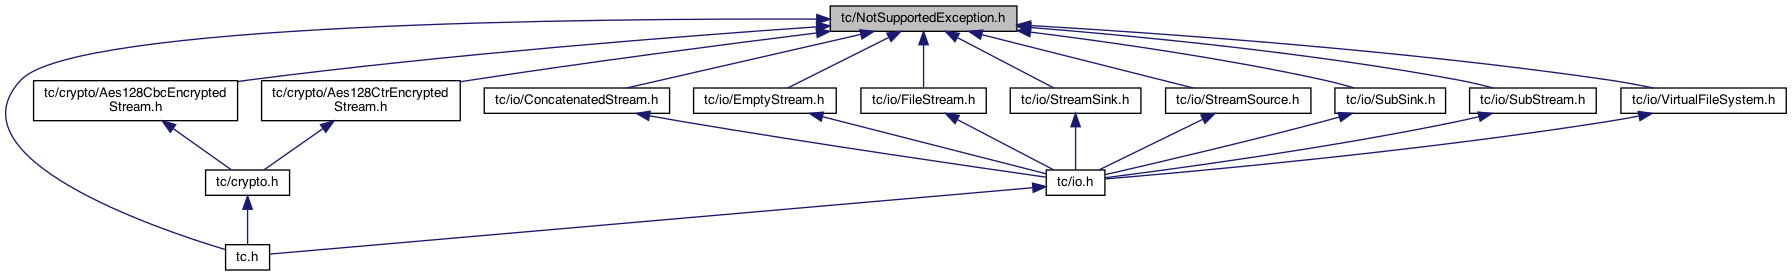 tc/NotSupportedException.h
tc/crypto/Aes128CbcEncrypted
Stream.h
tc/crypto/Aes128CtrEncrypted
Stream.h
tc/io/ConcatenatedStream.h
tc/io/EmptyStream.h
tc/io/FileStream.h
tc/io/StreamSink.h
tc/io/StreamSource.h
tc/io/SubSink.h
tc/io/SubStream.h
tc/io/VirtualFileSystem.h
tc/crypto.h
tc/io.h
tc.h